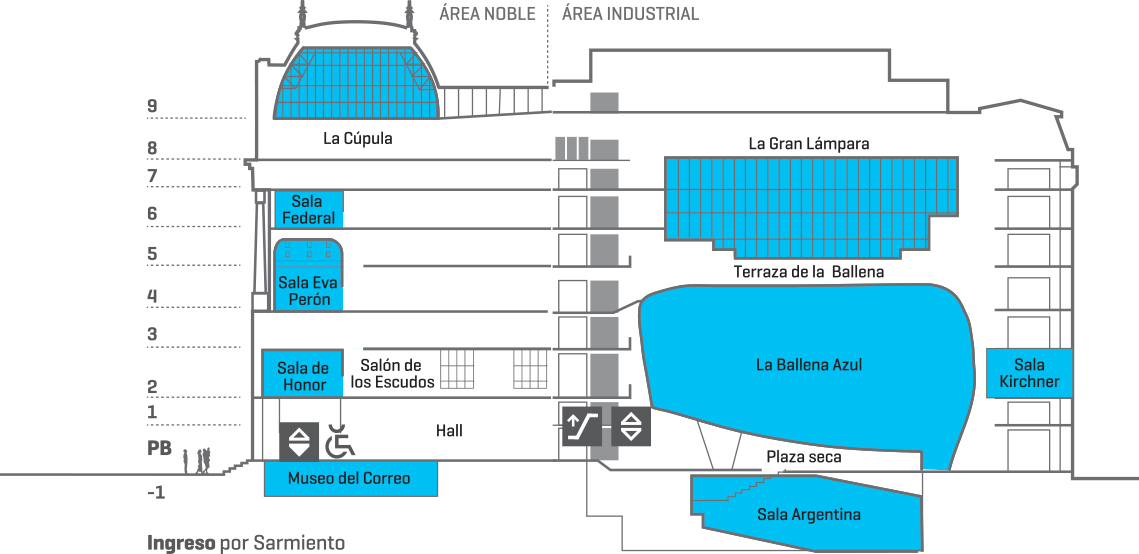 ÁREA NOBLE
ÁREA INDUSTRIAL
9
La Cúpula
8
La Gran Lámpara
7
Sala
Federal
6
5
Terraza de la Ballena
Sala Eva
Perón
4
3
Sala de
Honor
Salón de
los Escudos
La Ballena Azul
Sala
Kirchner
2
1
Hall
PB
Plaza seca
Museo del Correo
-1
Sala Argentina
Ingreso por Sarmiento